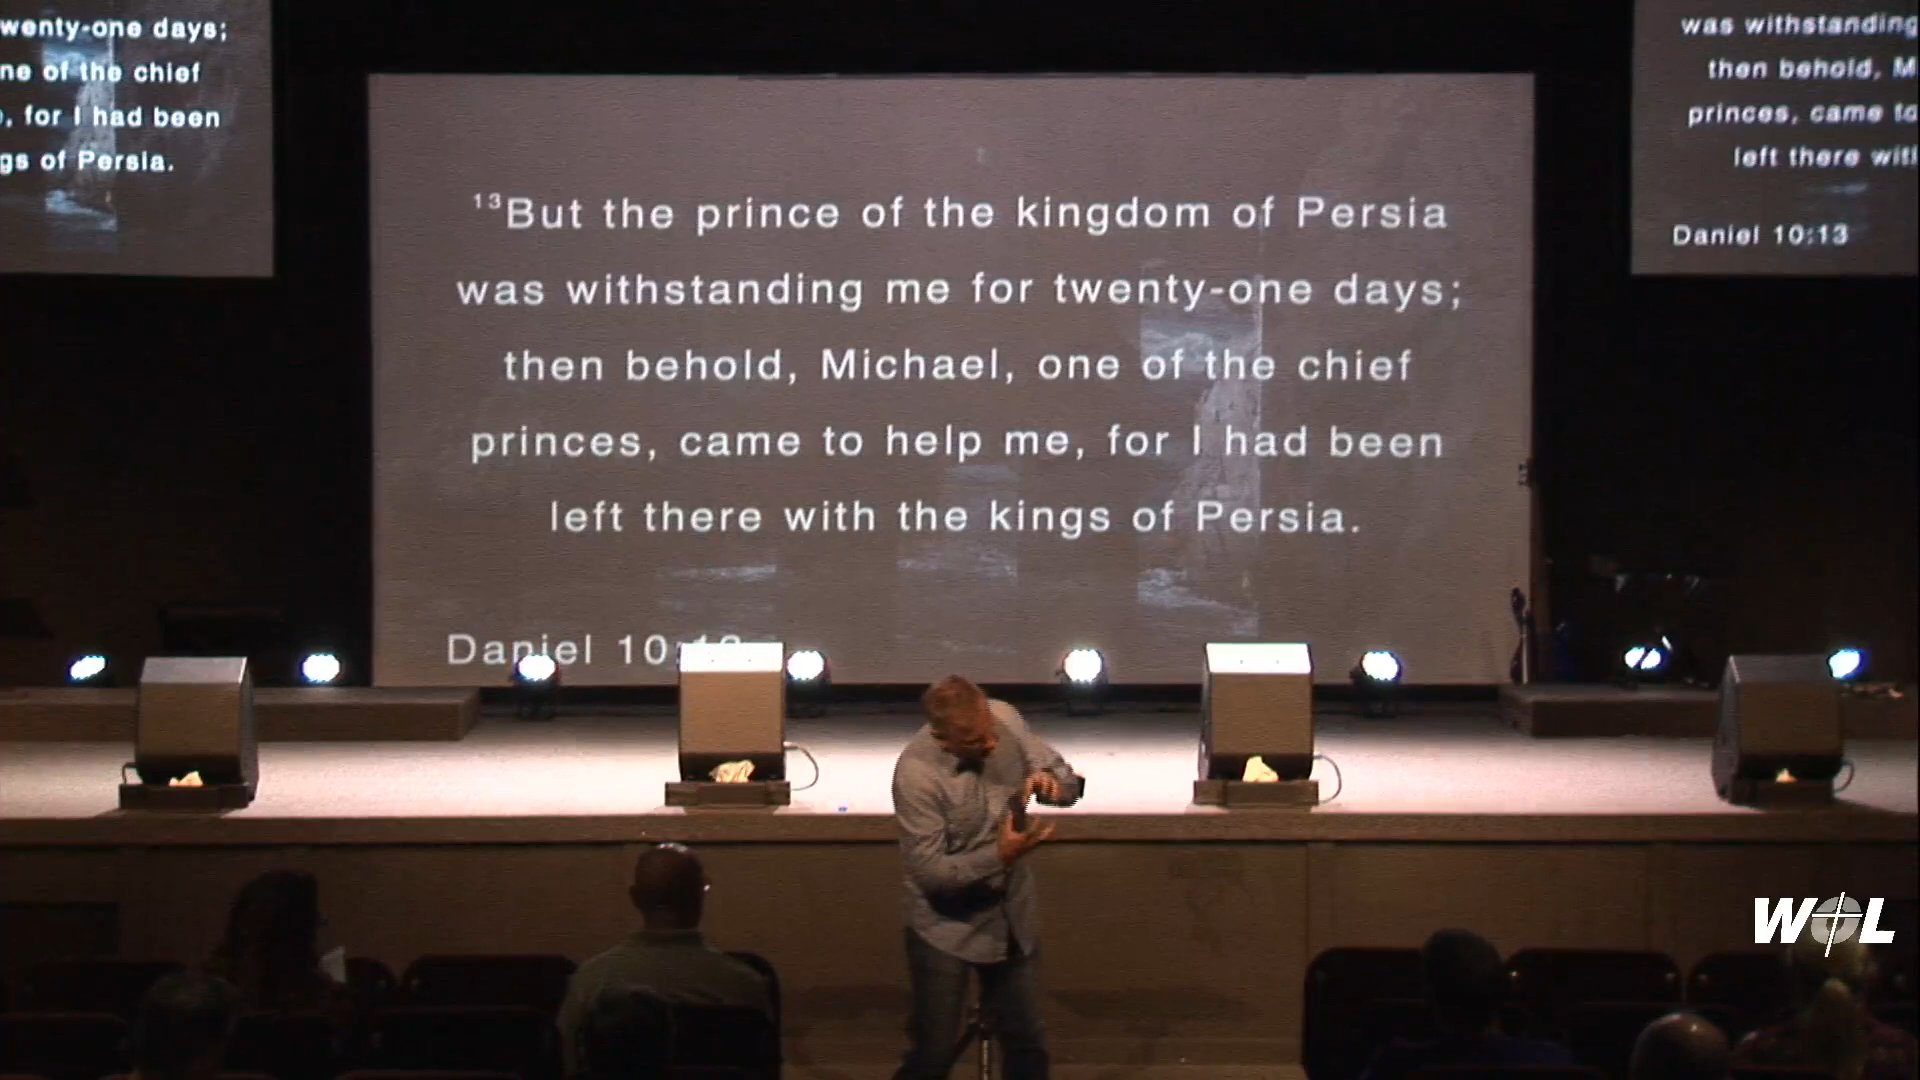 wenty-one days;
ne of the chief
, for I had been
gs of Persia.
13But the prince of the kingdom of Persia
was withstanding me for twenty-one days;
then behold, Michael, one of the chief
princes, came to help me, for I had been
left there with the kings of Persia.
Daniel 10:13
was withstanding
then behold, M
princes, came to
left there with
Daniel 10:13
WOL